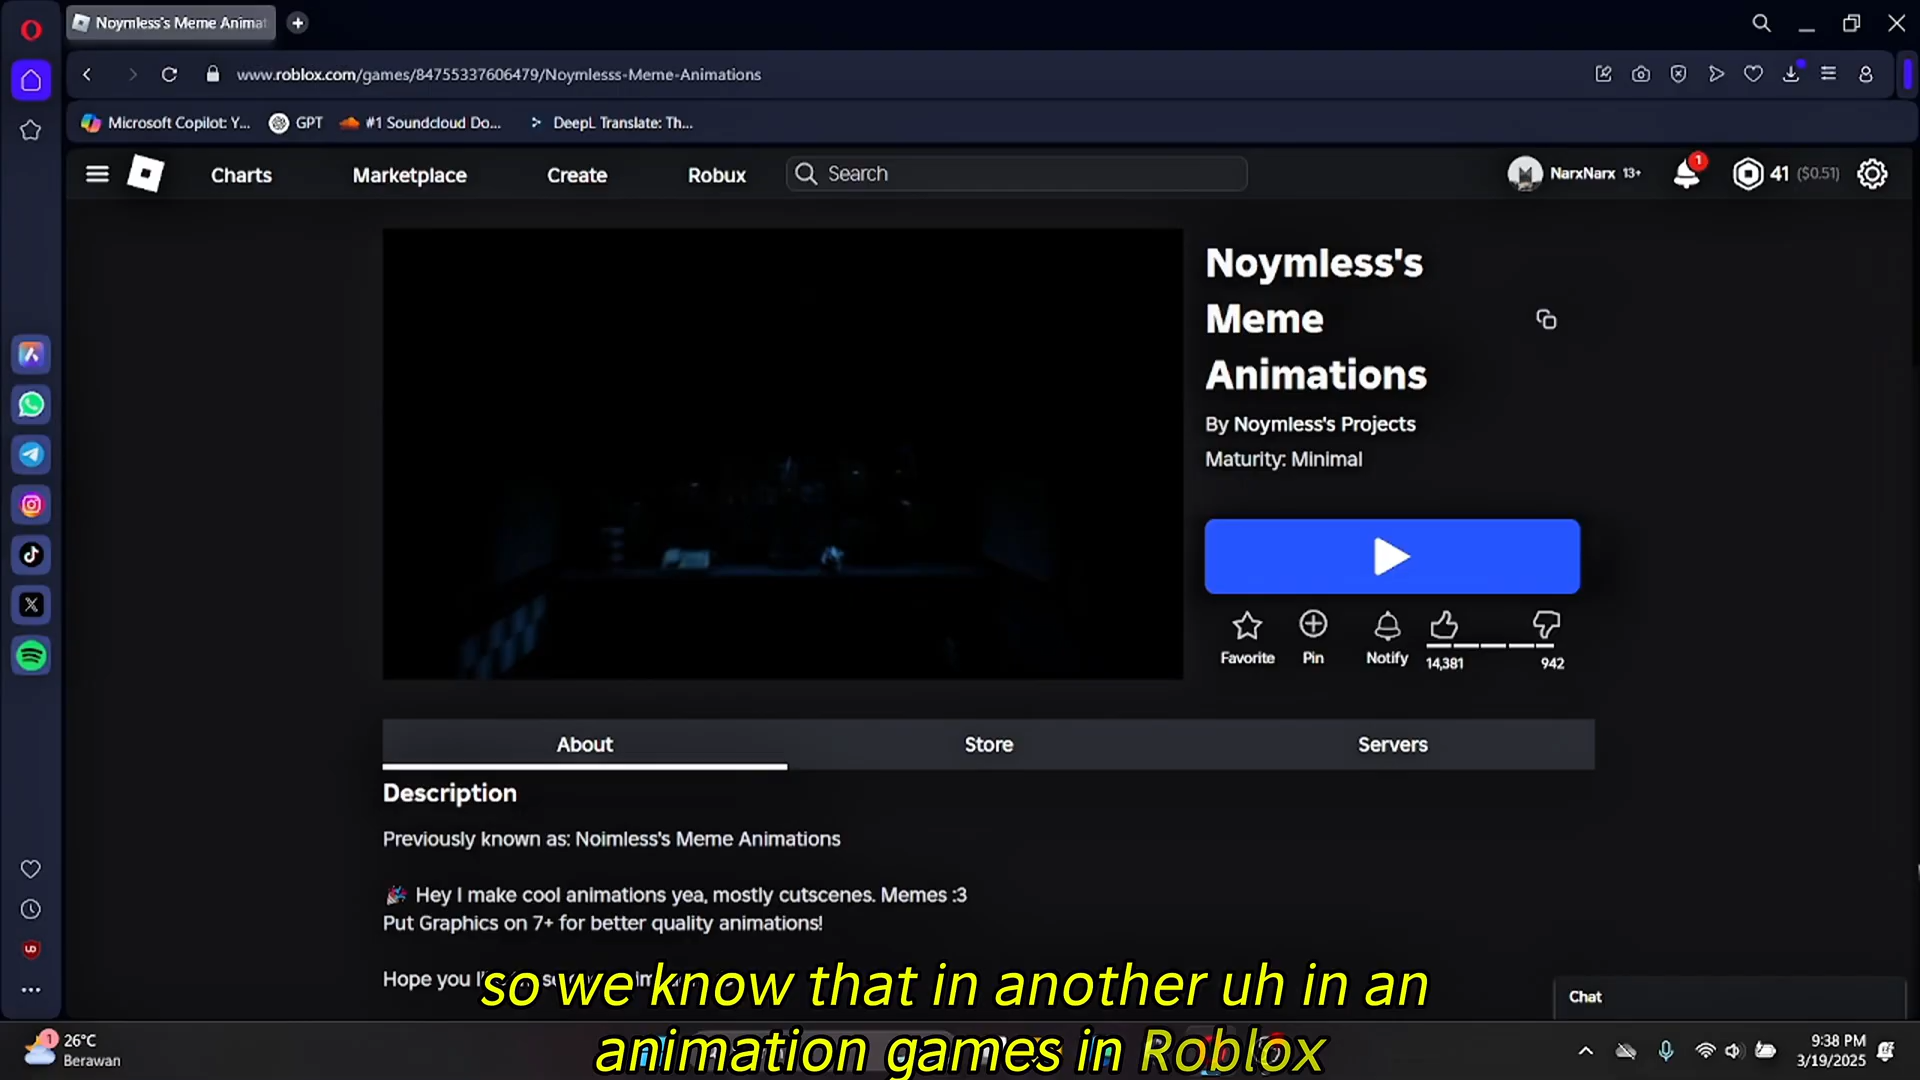 Noymless's Meme Animat
www.roblox.com/games/84755337606479/Noymlesss-Meme-Animations
Microsoft Copilot: Y...
GPT
#1 Soundcloud Do...
DeepL Translate: Th...
Charts
Marketplace
Create
Robux
Search
NarxNarx 13+
1
41 ($0.51)
Noymless's
Meme
Animations
By Noymless's Projects
Maturity: Minimal
Favorite
Pin
Notify
14,381
942
About
Store
Servers
Description
Previously known as: Noimless's Meme Animations
Hey I make cool animations yea, mostly cutscenes. Memes :3
Put Graphics on 7+ for better quality animations!
Hope you
so we know that in another uh in an
animation games in Roblox
Chat
1
26°C
Berawan
9:38 PM
3/19/2025